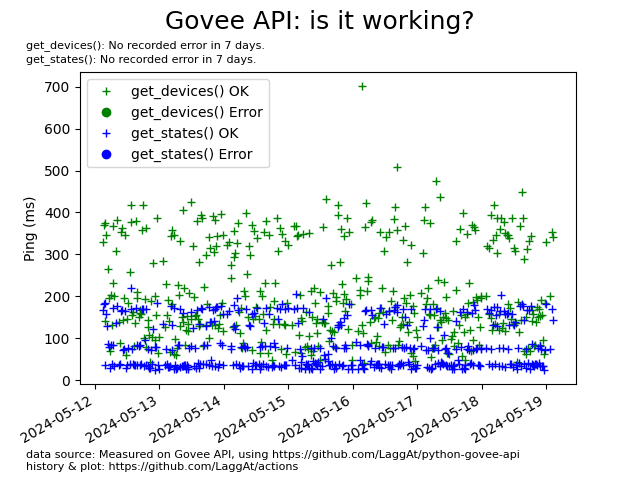 Govee API: is it working?
get_devices(): No recorded error in 7 days.
get_states(): No recorded error in 7 days.
get_devices() OK
get_devices() Error
get_states() OK
get_states() Error
Ping (ms)
700
600
500
400
300
200
100
0
2024-05-12
2024-05-13
2024-05-14
2024-05-15
2024-05-16
2024-05-17
2024-05-18
2024-05-19
data source: Measured on Govee API, using https://github.com/LaggAt/python-govee-api
history & plot: https://github.com/LaggAt/actions